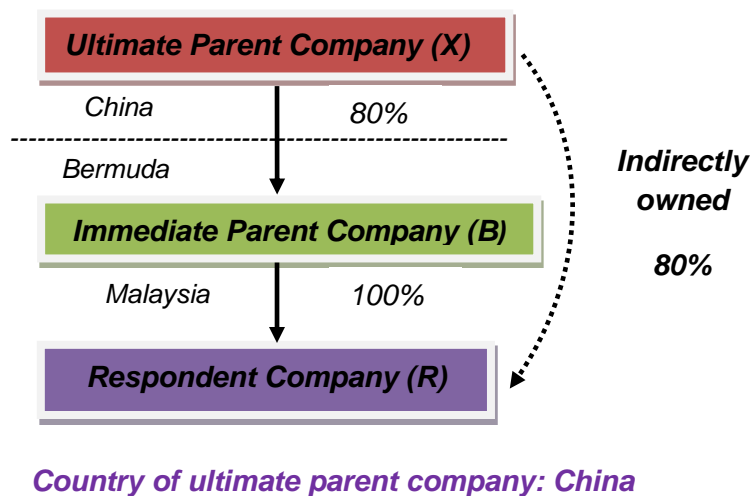 Ultimate Parent Company (X)
China 80%
Bermuda
Indirectly
owned
80%
Immediate Parent Company (B)
Malaysia 100%
Respondent Company (R)
Country of ultimate parent company: China